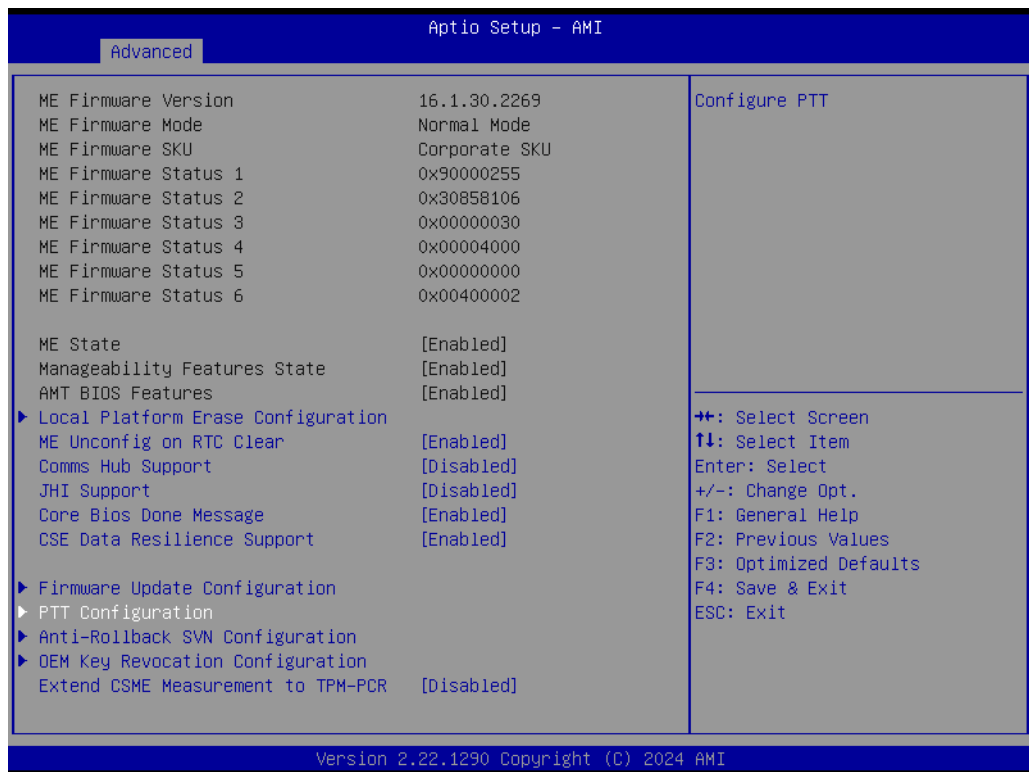 Aptio Setup – AMI
Advanced
ME Firmware Version 16.1.30.2269
ME Firmware Mode Normal Mode
ME Firmware SKU Corporate SKU
ME Firmware Status 1 0x90000255
ME Firmware Status 2 0x30858106
ME Firmware Status 3 0x00000030
ME Firmware Status 4 0x00004000
ME Firmware Status 5 0x00000000
ME Firmware Status 6 0x00400002
ME State [Enabled]
Manageability Features State [Enabled]
AMT BIOS Features [Enabled]
Local Platform Erase Configuration
ME Unconfig on RTC Clear [Enabled]
Comms Hub Support [Disabled]
JHI Support [Disabled]
Core Bios Done Message [Enabled]
CSE Data Resilience Support [Enabled]
Firmware Update Configuration
PTT Configuration
Anti-Rollback SVN Configuration
OEM Key Revocation Configuration
Extend CSME Measurement to TPM-PCR [Disabled]
Configure PTT
→←: Select Screen
↑↓: Select Item
Enter: Select
+/-: Change Opt.
F1: General Help
F2: Previous Values
F3: Optimized Defaults
F4: Save & Exit
ESC: Exit
Version 2.22.1290 Copyright (C) 2024 AMI